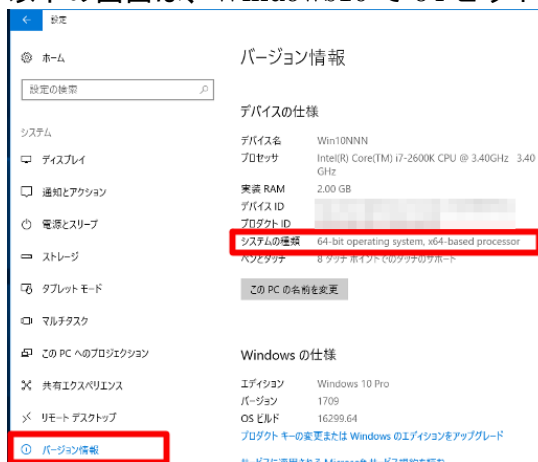 設定
ホーム
設定の検索
システム
ディスプレイ
通知とアクション
電源とスリープ
ストレージ
タブレット モード
マルチタスク
この PC へのプロジェクション
共有エクスペリエンス
リモート デスクトップ
バージョン情報
バージョン情報
デバイスの仕様
デバイス名 Win10NNN
プロセッサ Intel(R) Core(TM) i7-2600K CPU @ 3.40GHz 3.40
GHz
実装 RAM 2.00 GB
デバイス ID
プロダクト ID
システムの種類 64-bit operating system, x64-based processor
ペンとタッチ 8 タッチ ポイントでのタッチのサポート
この PC の名前を変更
Windows の仕様
エディション Windows 10 Pro
バージョン 1709
OS ビルド 16299.64
プロダクト キーの変更または Windows のエディションをアップグレード